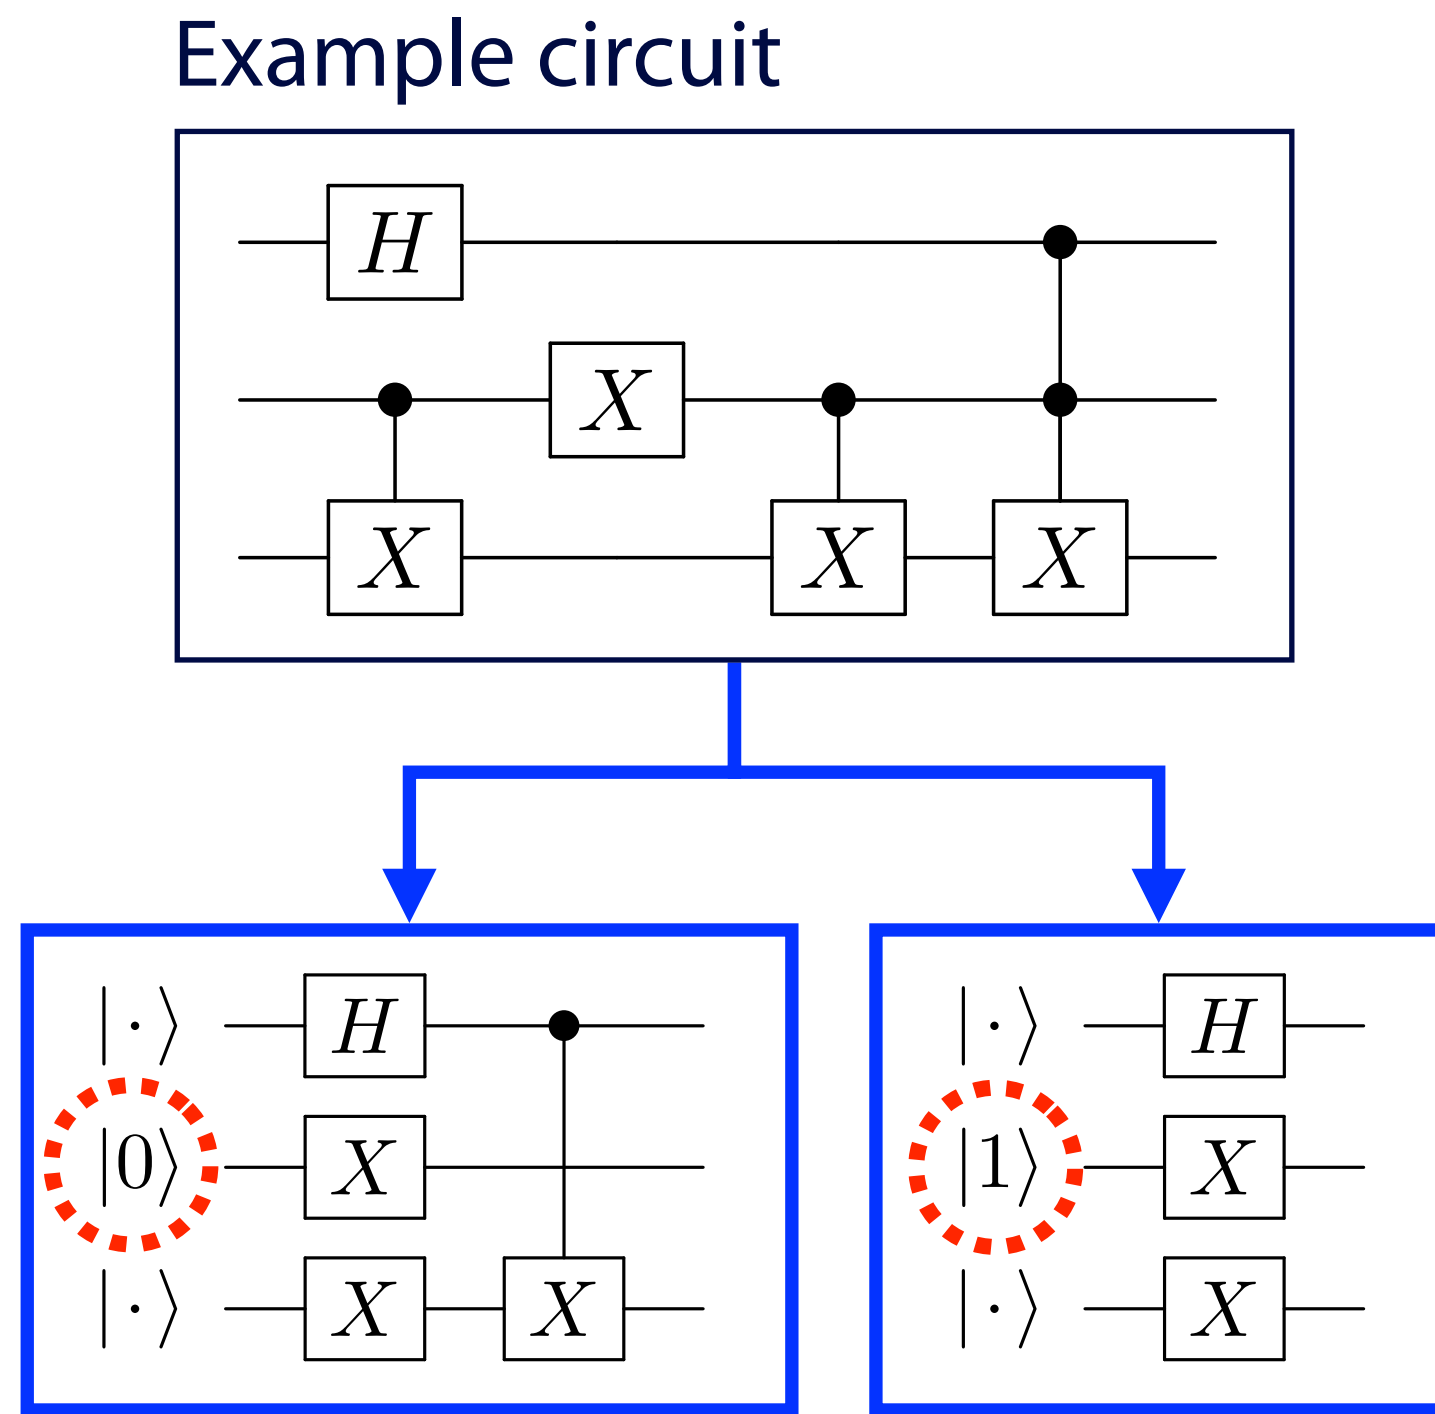 Example circuit
H
X
X X X
|·⟩ H
|0⟩ X
|·⟩ X X
|·⟩ H
|1⟩ X
|·⟩ X